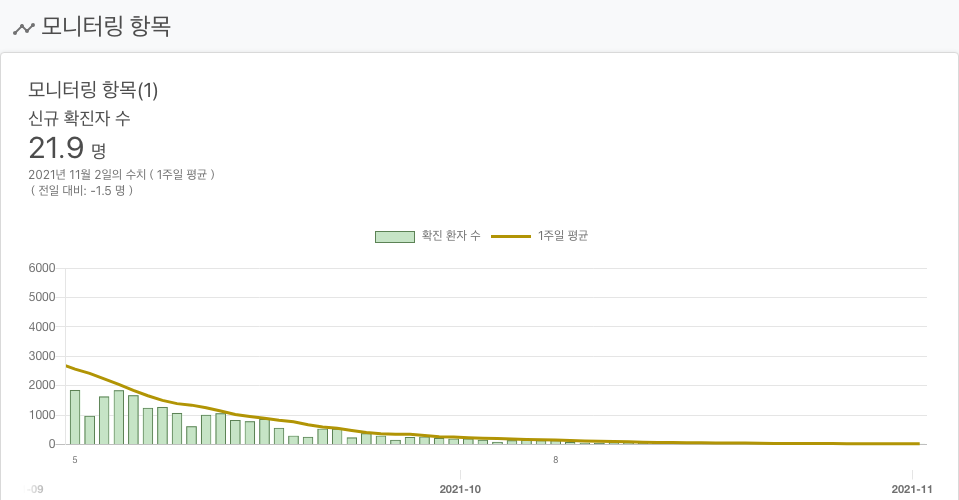 모니터링 항목
모니터링 항목(1)
신규 확진자 수
21.9 명
2021년 11월 2일의 수치 ( 1주일 평균 )
( 전일 대비: -1.5 명 )
확진 환자 수 1주일 평균
6000
5000
4000
3000
2000
1000
0
5 8
-09 2021-10 2021-11